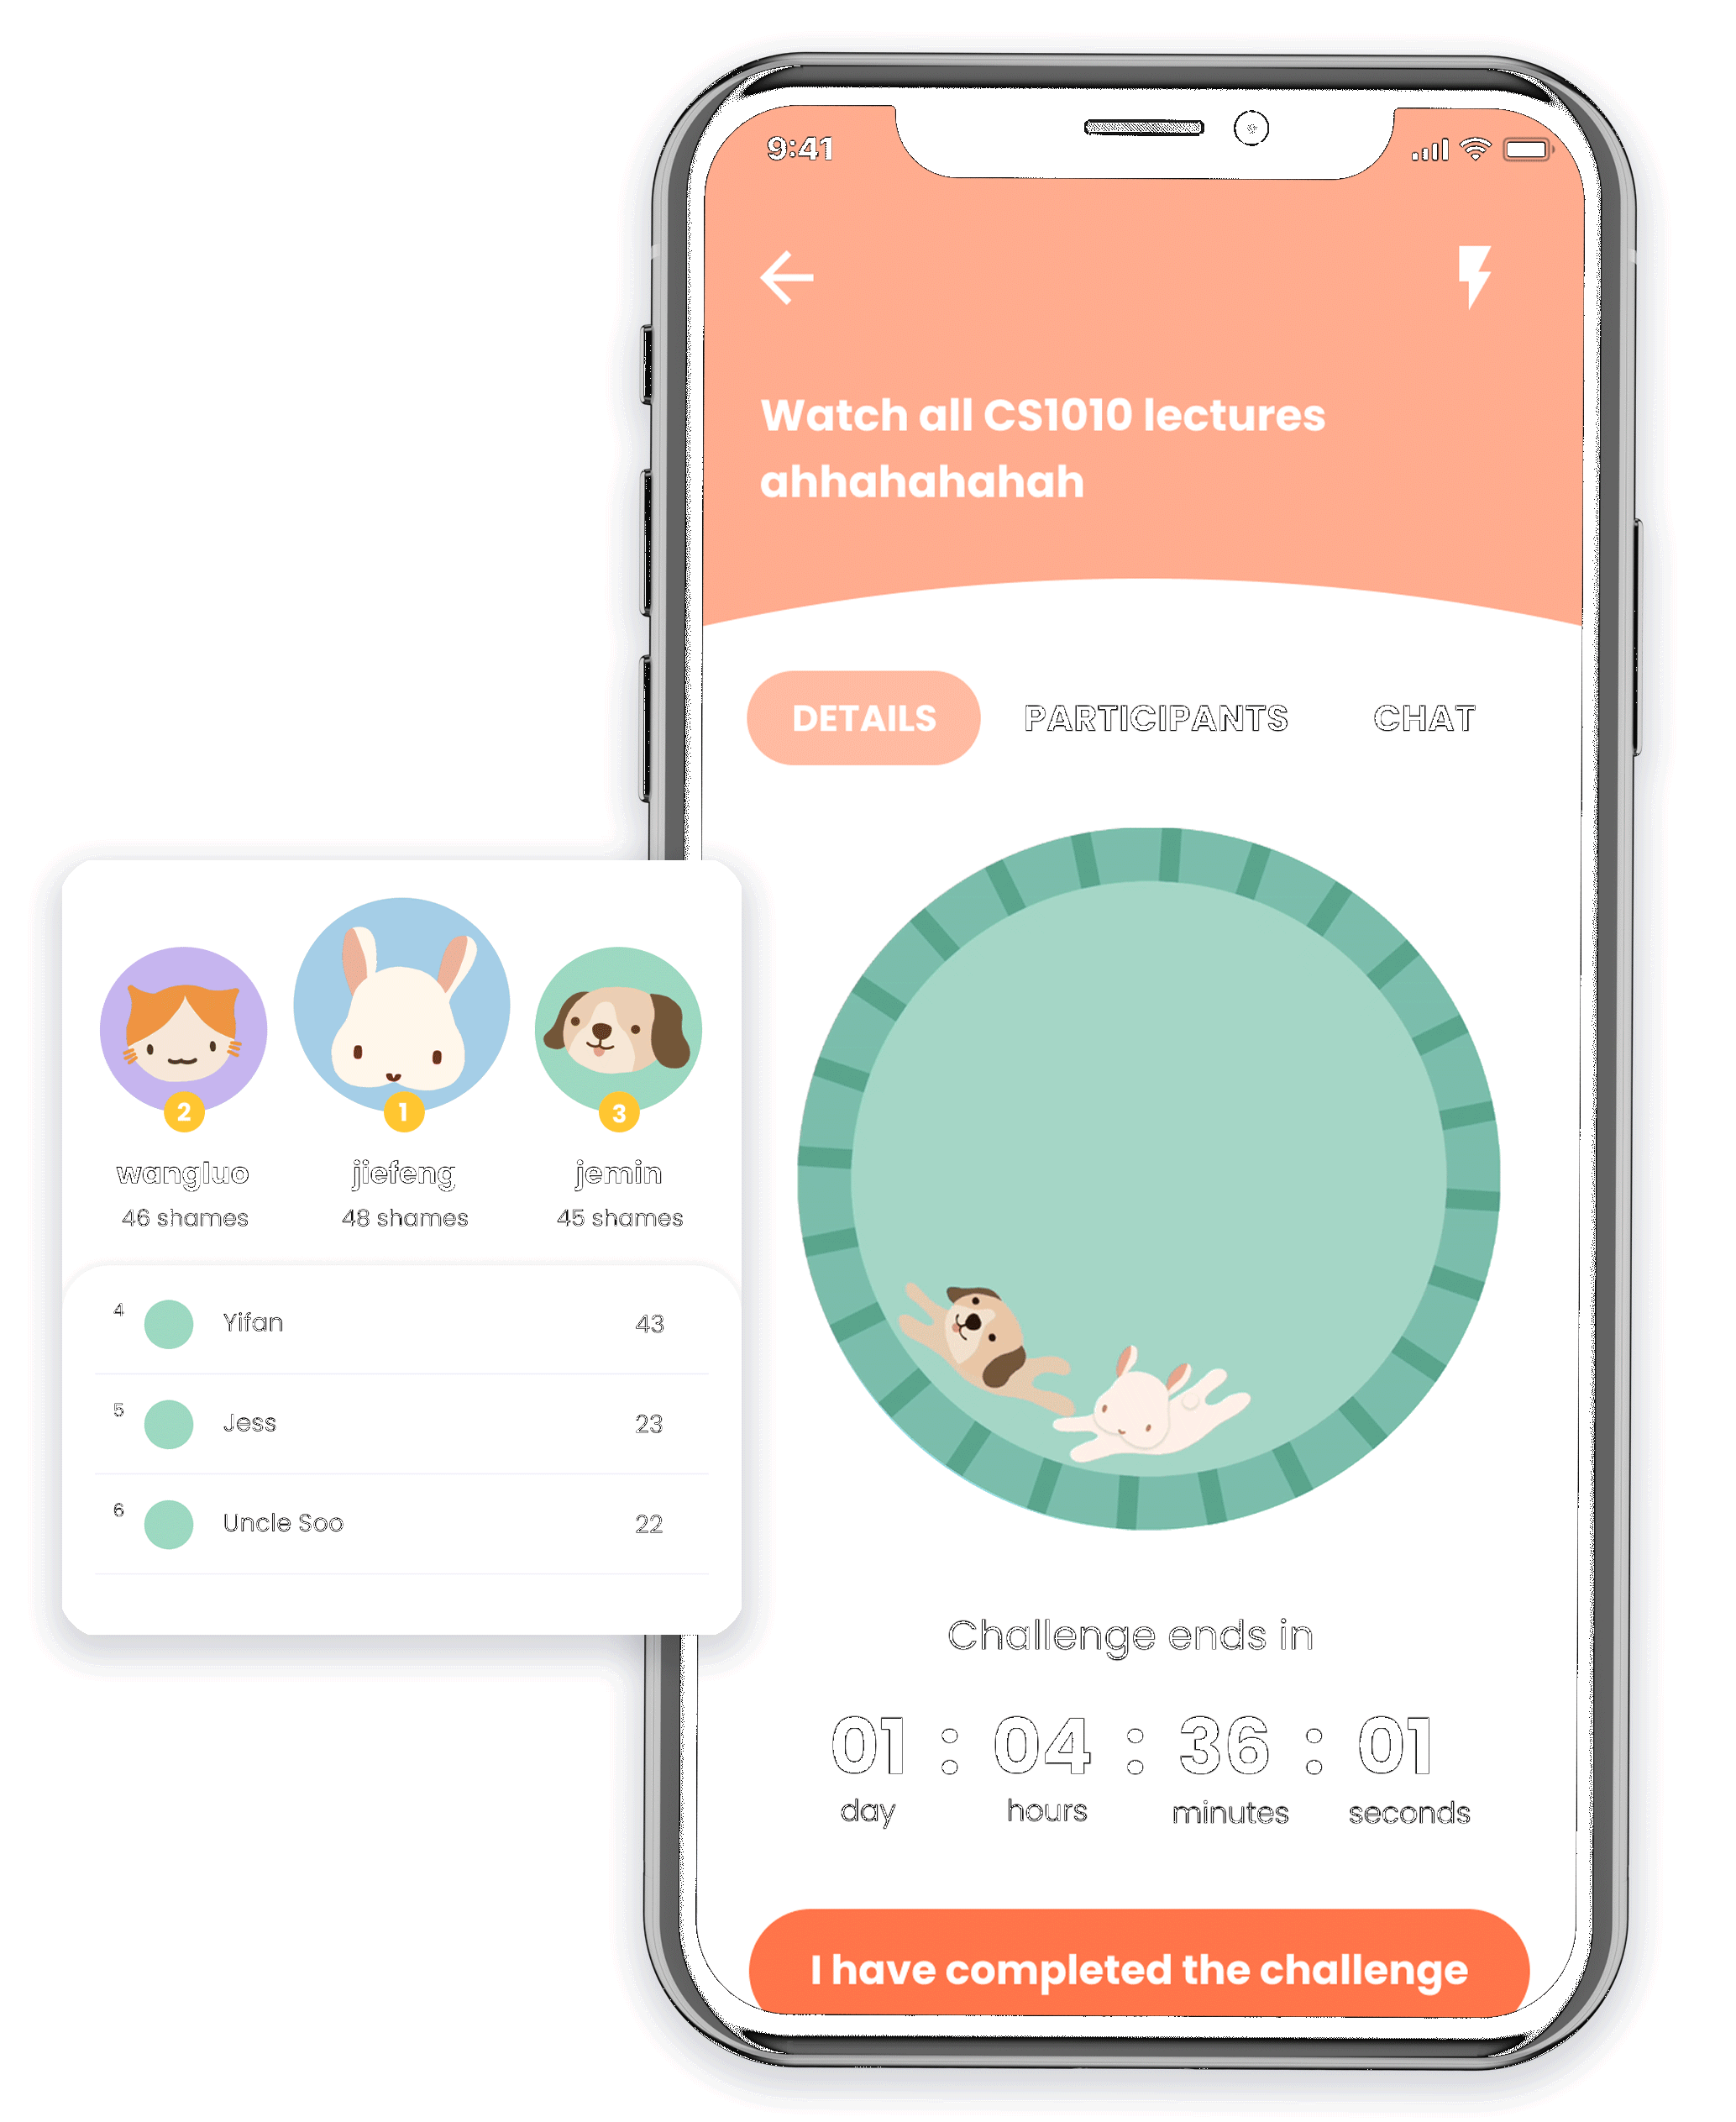 9:41
Watch all CS1010 lectures
ahhahahahah
DETAILS PARTICIPANTS CHAT
2 1 3
wangluo jiefeng jemin
46 shames 48 shames 45 shames
4 Yifan 43
5 Jess 23
6 Uncle Soo 22
Challenge ends in
01 : 04 : 36 : 01
day hours minutes seconds
I have completed the challenge